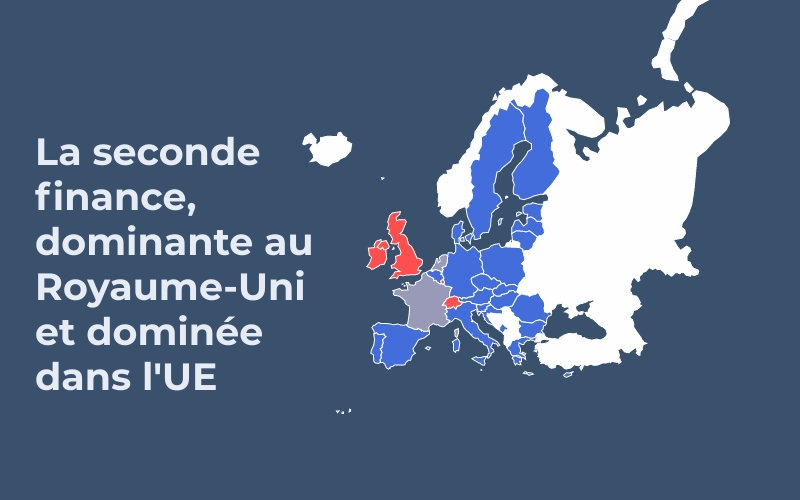 La seconde
finance,
dominante au
Royaume-Uni
et dominée
dans l'UE